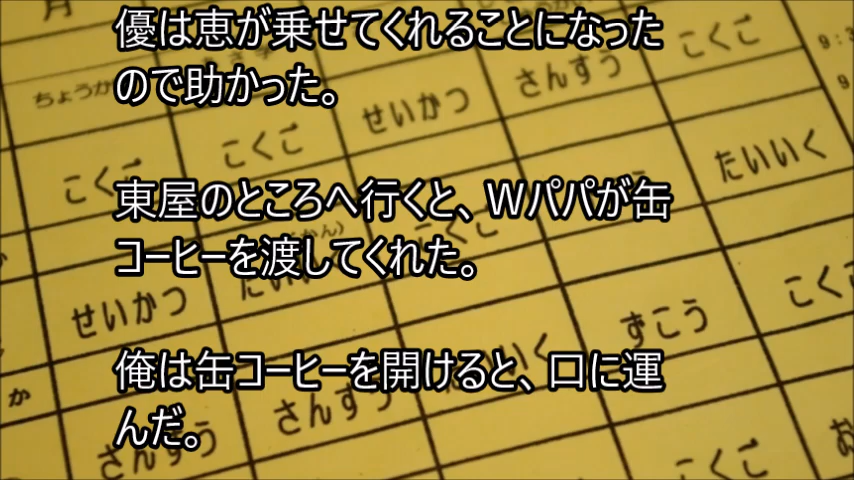 優は恵が乗せてくれることになった
ので助かった。
東屋のところへ行くと、Wパパが缶
コーヒーを渡してくれた。
俺は缶コーヒーを開けると、口に運
んだ。
月
こくご
さんすう
せいかつ
こくご
こくご
たいいく
せいかつ
ずこう
こくご
さんすう
さんすう
こくご
か